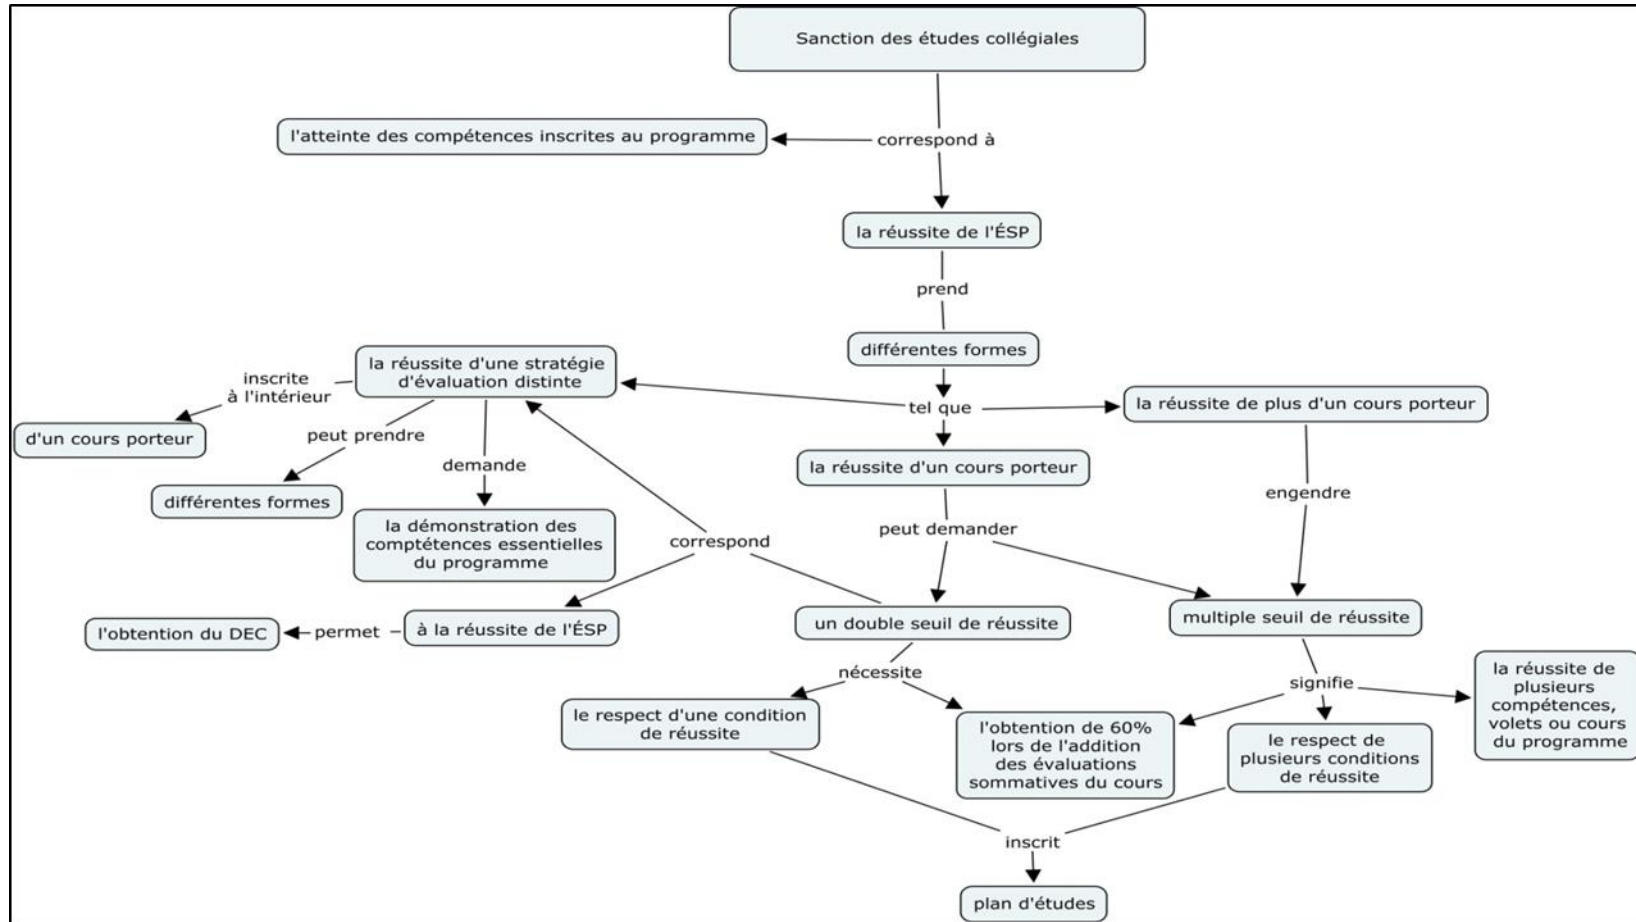 Sanction des études collégiales
l'atteinte des compétences inscrites au programme
correspond à
la réussite de l'ÉSP
prend
différentes formes
la réussite d'une stratégie
d'évaluation distinte
inscrite
à l'intérieur
tel que
la réussite de plus d'un cours porteur
d'un cours porteur
peut prendre
demande
la réussite d'un cours porteur
différentes formes
engendre
la démonstration des
comptétences essentielles
du programme
correspond
peut demander
l'obtention du DEC
permet
à la réussite de l'ÉSP
un double seuil de réussite
multiple seuil de réussite
nécessite
signifie
la réussite de
plusieurs
compétences,
volets ou cours
du programme
le respect d'une condition
de réussite
l'obtention de 60%
lors de l'addition
des évaluations
sommatives du cours
le respect de
plusieurs conditions
de réussite
inscrit
plan d'études